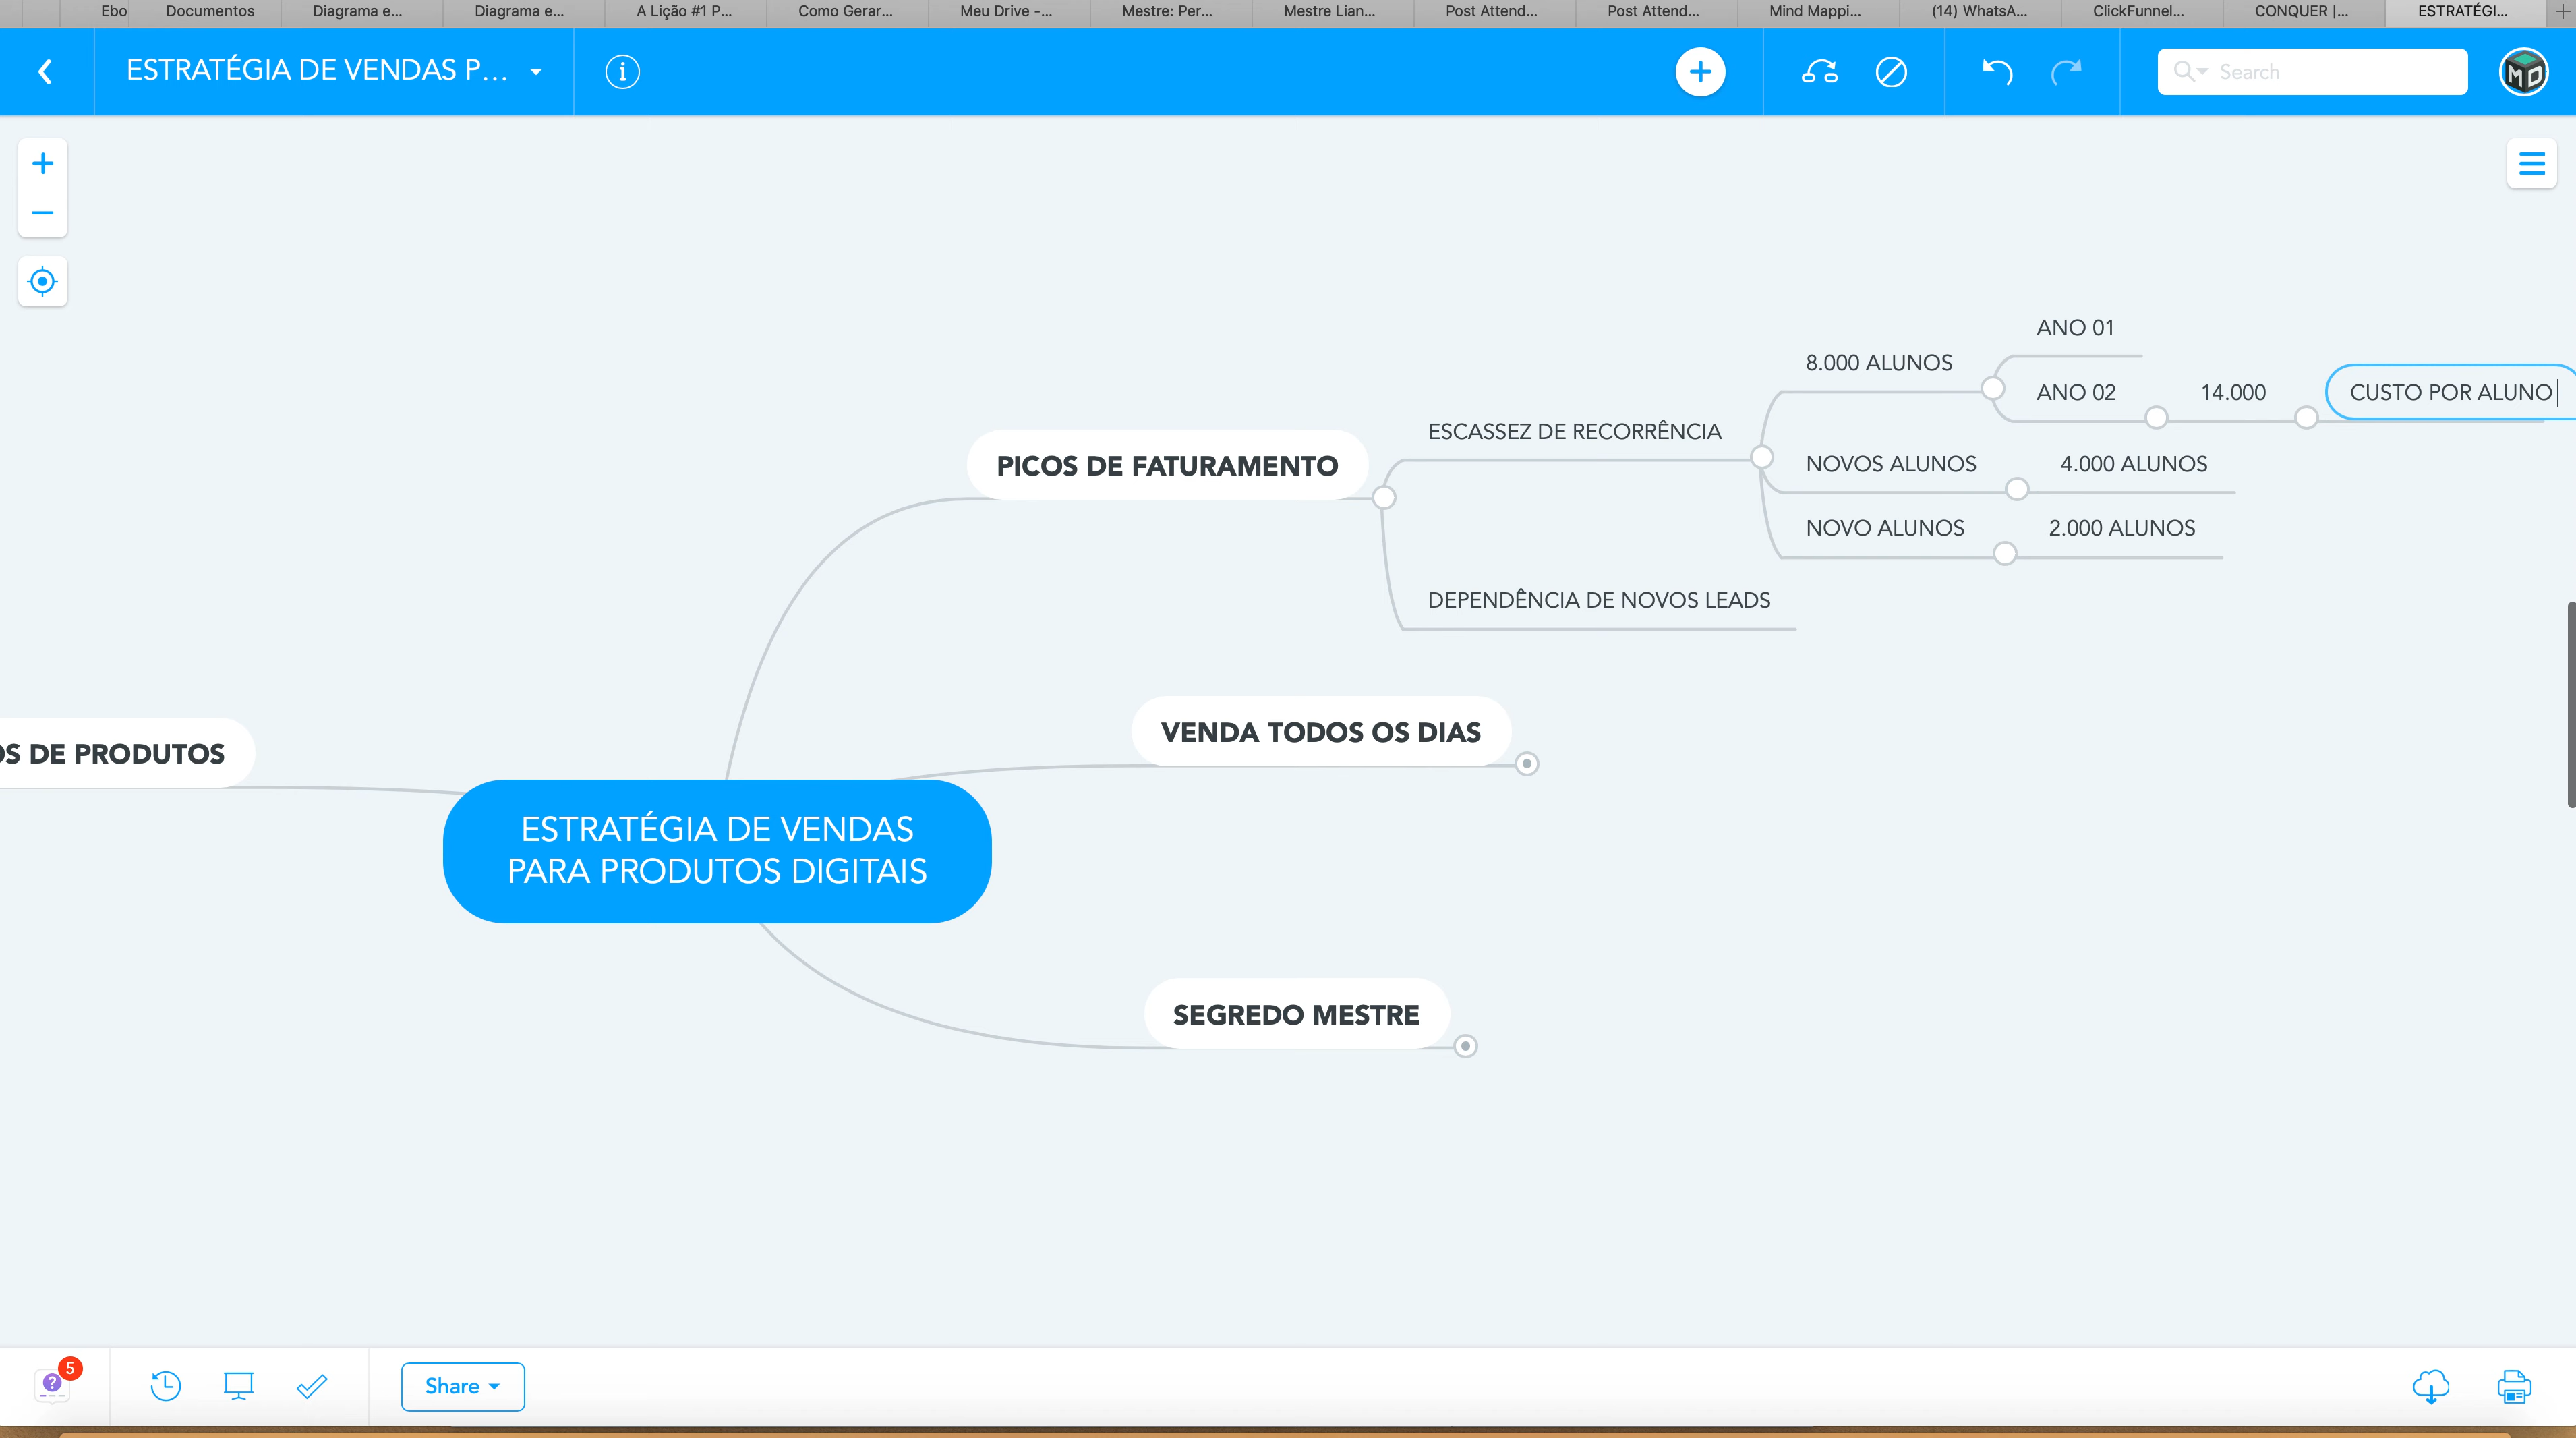 Ebo
Documentos
Diagrama e...
Diagrama e...
A Lição #1 P...
Como Gerar...
Meu Drive -...
Mestre: Per...
Mestre Lian...
Post Attend...
Post Attend...
Mind Mappi...
(14) WhatsA...
ClickFunnel...
CONQUER |...
ESTRATÉGI...
ESTRATÉGIA DE VENDAS P...
Search
MD
ANO 01
8.000 ALUNOS
ANO 02
14.000
CUSTO POR ALUNO
ESCASSEZ DE RECORRÊNCIA
PICOS DE FATURAMENTO
NOVOS ALUNOS
4.000 ALUNOS
NOVO ALUNOS
2.000 ALUNOS
DEPENDÊNCIA DE NOVOS LEADS
VENDA TODOS OS DIAS
OS DE PRODUTOS
ESTRATÉGIA DE VENDAS
PARA PRODUTOS DIGITAIS
SEGREDO MESTRE
5
Share